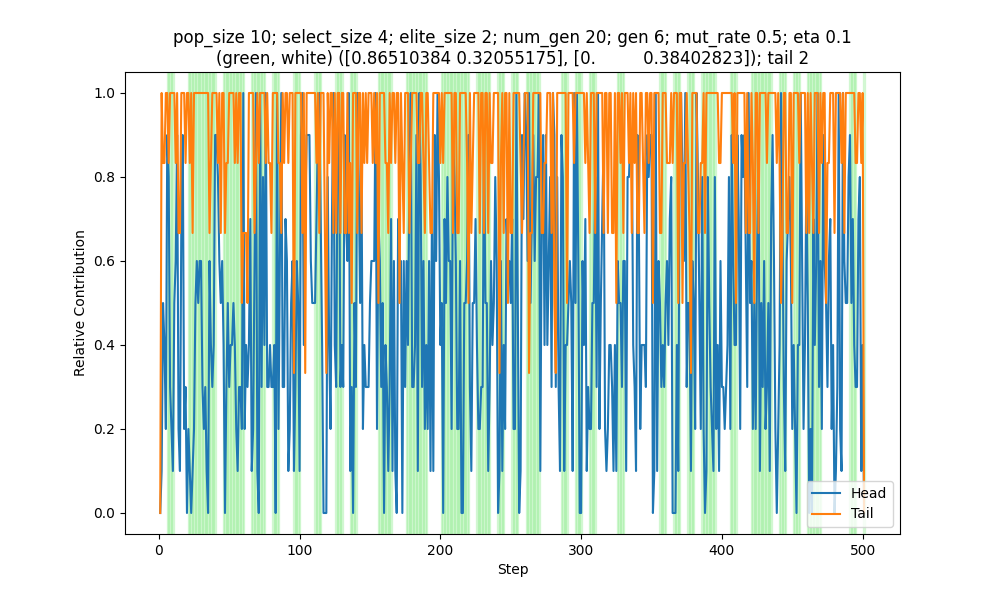 pop_size 10; select_size 4; elite_size 2; num_gen 20; gen 6; mut_rate 0.5; eta 0.1
(green, white) ([0.86510384 0.32055175], [0. 0.38402823]); tail 2
1.0
0.8
0.6
0.4
0.2
0.0
Relative Contribution
Head
Tail
0 100 200 300 400 500
Step